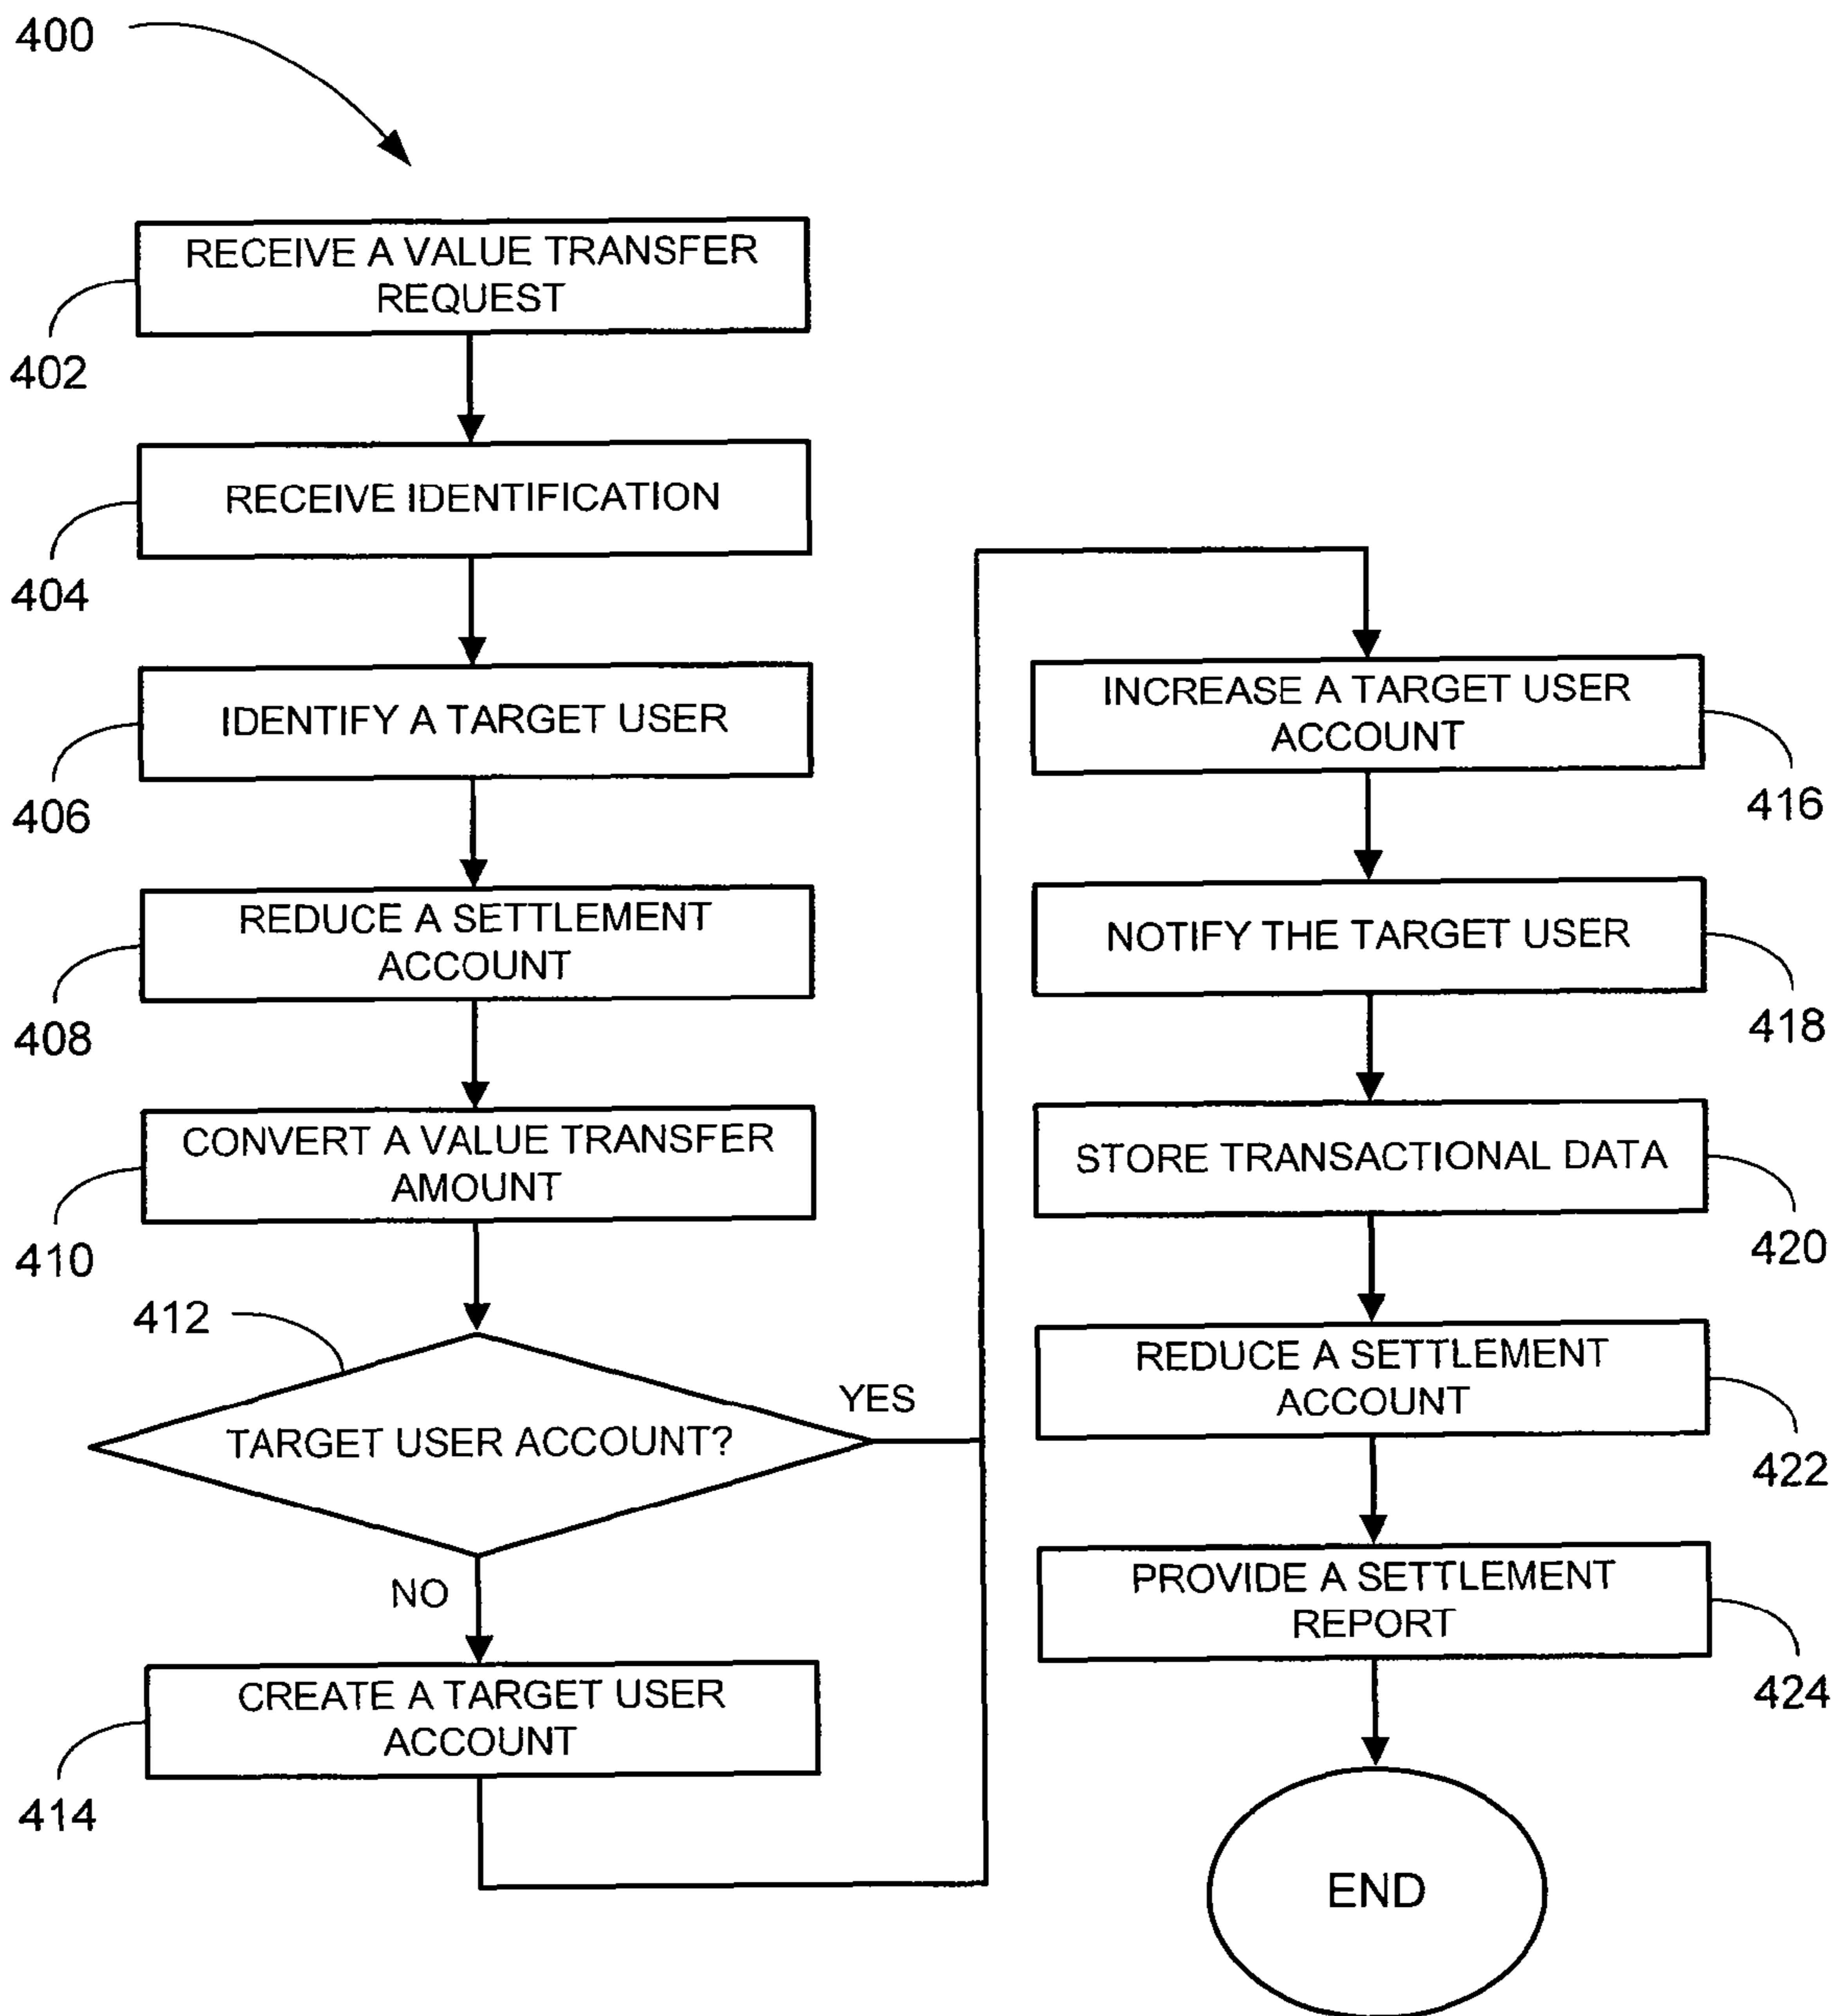 400
RECEIVE A VALUE TRANSFER
REQUEST
402
RECEIVE IDENTIFICATION
404
IDENTIFY A TARGET USER
406
REDUCE A SETTLEMENT
ACCOUNT
408
CONVERT A VALUE TRANSFER
AMOUNT
410
412
TARGET USER ACCOUNT?
YES
NO
CREATE A TARGET USER
ACCOUNT
414
INCREASE A TARGET USER
ACCOUNT
416
NOTIFY THE TARGET USER
418
STORE TRANSACTIONAL DATA
420
REDUCE A SETTLEMENT
ACCOUNT
422
PROVIDE A SETTLEMENT
REPORT
424
END